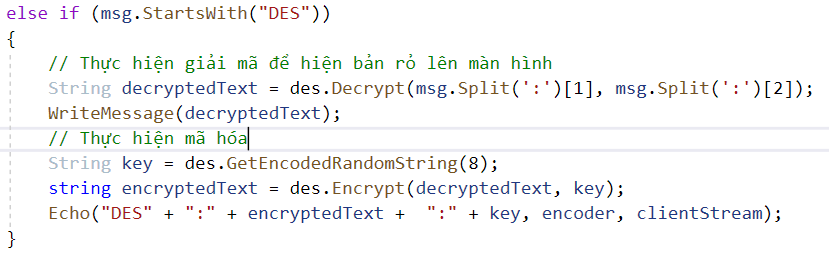 else if (msg.StartsWith("DES"))
{
    // Thực hiện giải mã để hiện bản rỏ lên màn hình
    String decryptedText = des.Decrypt(msg.Split(':')[1], msg.Split(':')[2]);
    WriteMessage(decryptedText);
    // Thực hiện mã hóa
    String key = des.GetEncodedRandomString(8);
    string encryptedText = des.Encrypt(decryptedText, key);
    Echo("DES" + ":" + encryptedText +  ":" + key, encoder, clientStream);
}